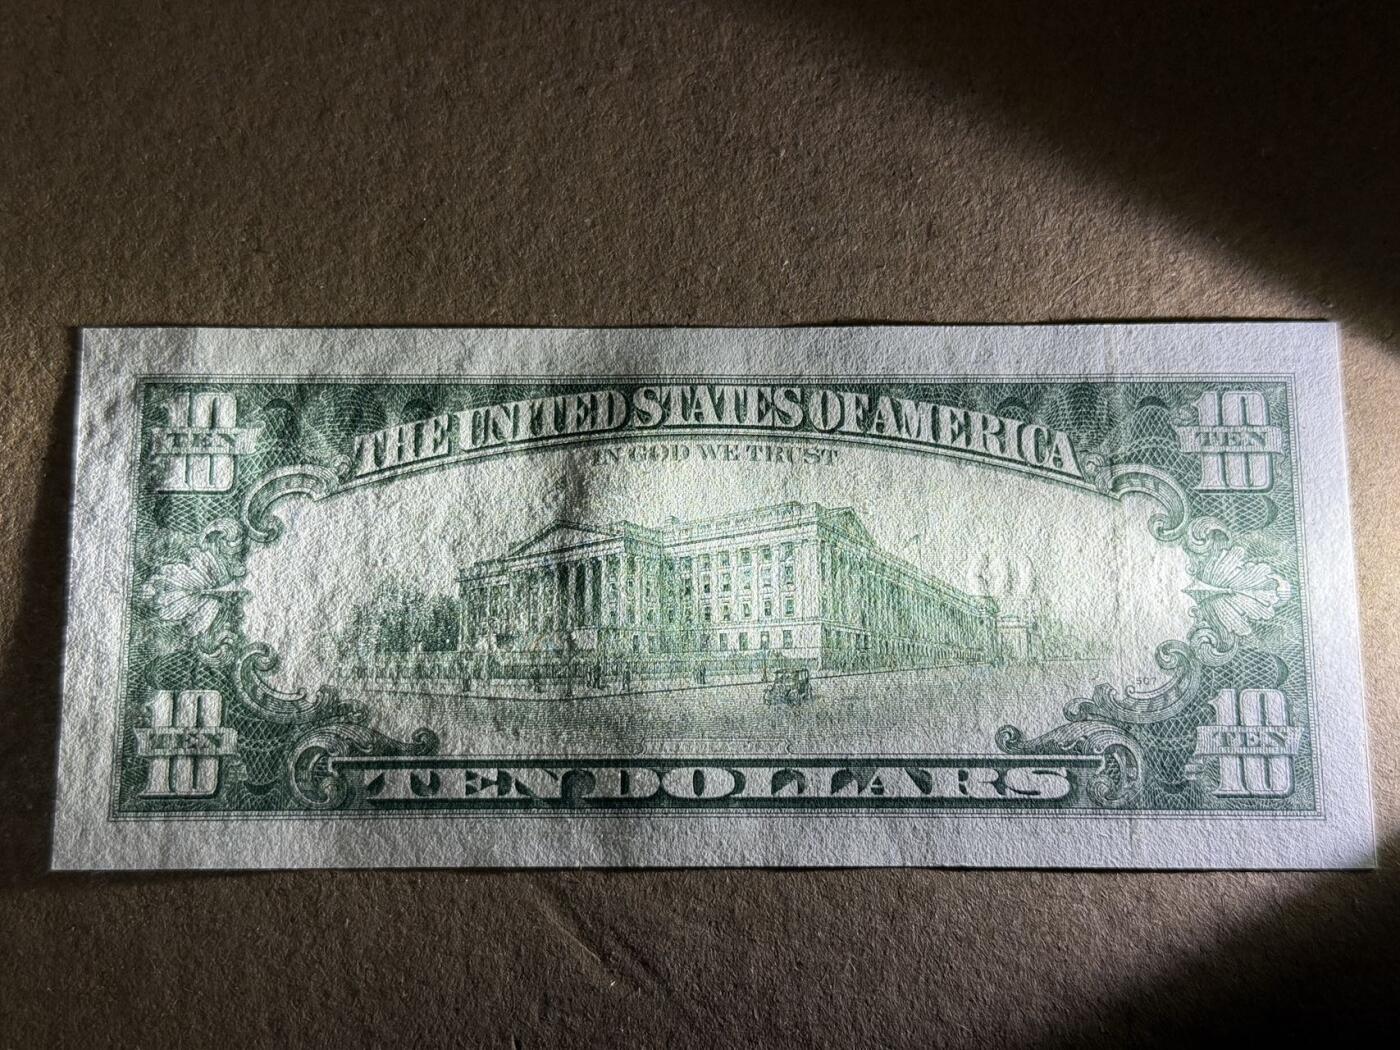 10 TEN 10
THE UNITED STATES OF AMERICA
10 TEN 10
IN GOD WE TRUST
507
10 TEN 10
TEN DOLLARS
10 TEN 10